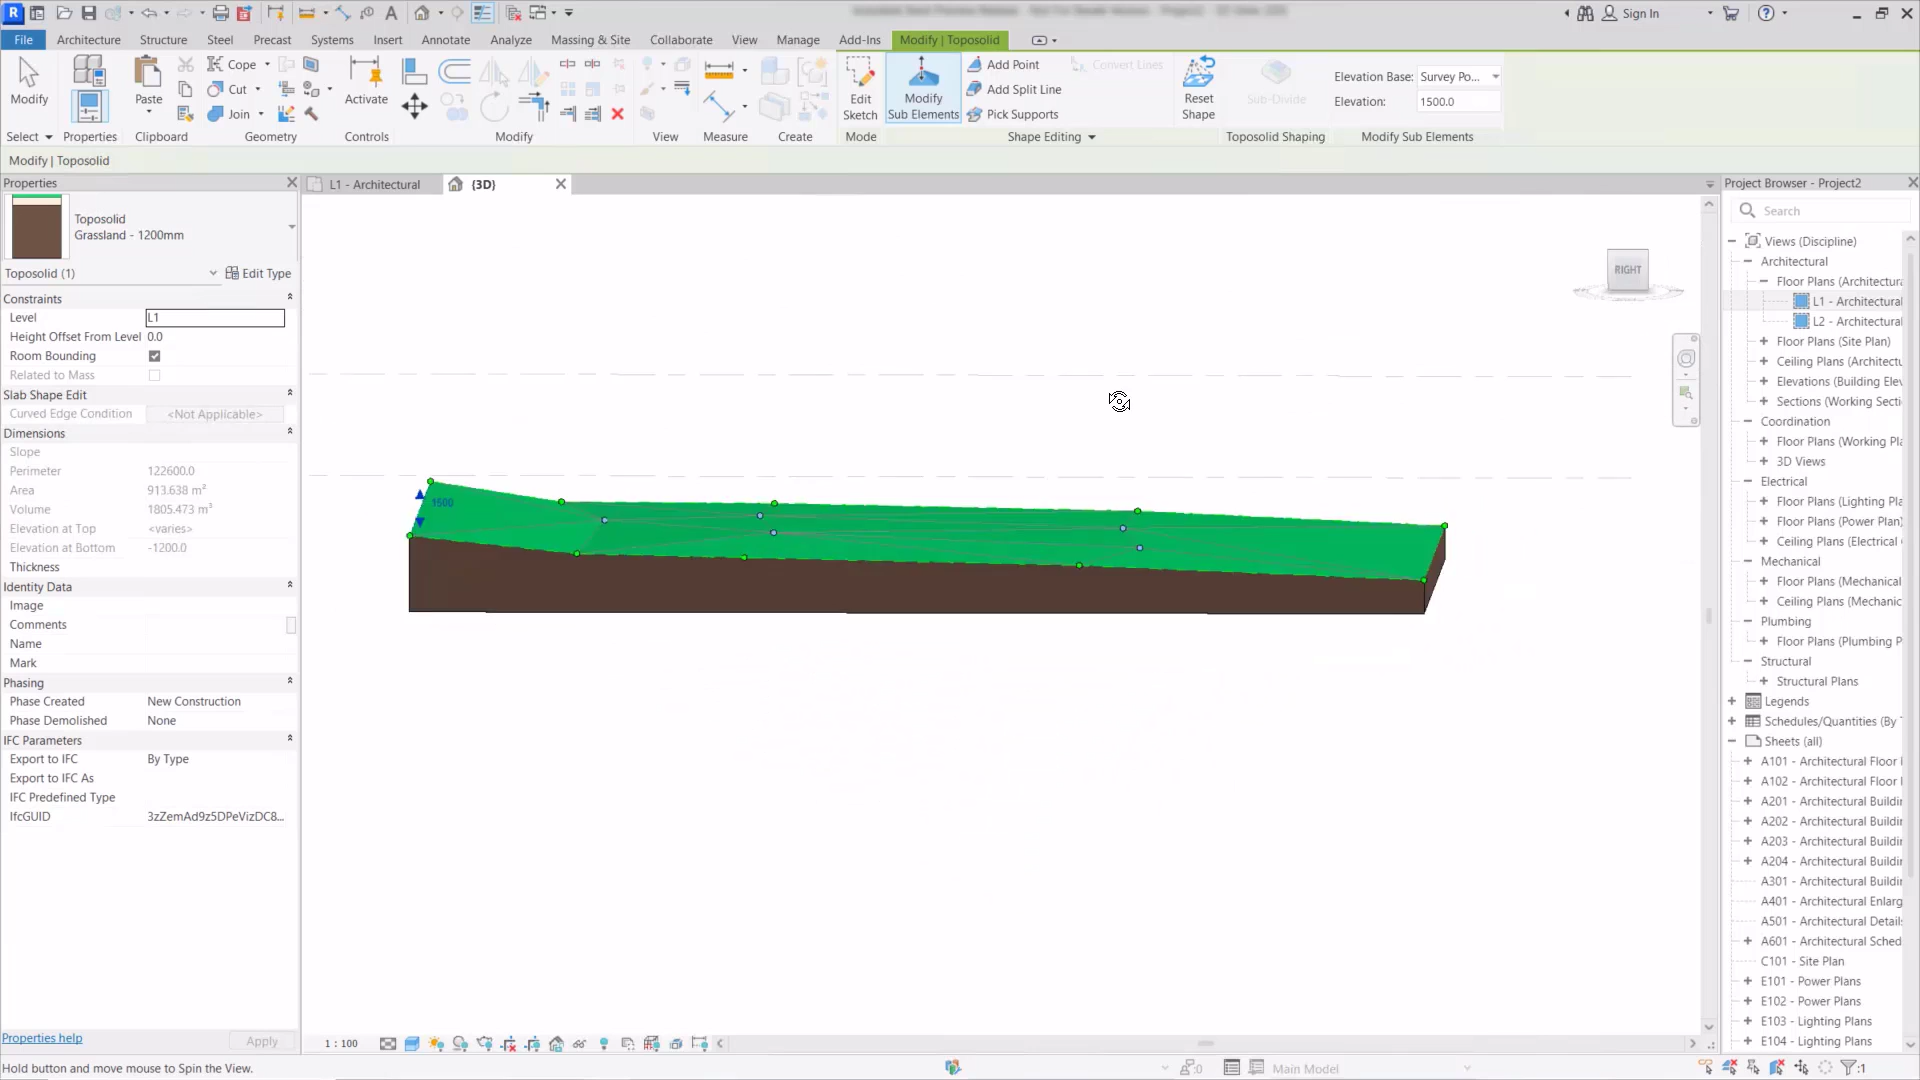 Sign In
File
Architecture
Structure
Steel
Precast
Systems
Insert
Annotate
Analyze
Massing & Site
Collaborate
View
Manage
Add-Ins
Modify | Toposolid
Modify
Paste
Cope
Cut
Join
Activate
Edit
Sketch
Modify
Sub Elements
Add Point
Add Split Line
Pick Supports
Convert Lines
Reset
Shape
Sub-Divide
Elevation Base: Survey Po...
Elevation: 1500.0
Select
Properties
Clipboard
Geometry
Controls
Modify
View
Measure
Create
Mode
Shape Editing
Toposolid Shaping
Modify Sub Elements
Modify | Toposolid
Properties
Toposolid
Grassland - 1200mm
Toposolid (1)
Edit Type
Constraints
Level L1
Height Offset From Level 0.0
Room Bounding
Related to Mass
Slab Shape Edit
Curved Edge Condition <Not Applicable>
Dimensions
Slope
Perimeter 122600.0
Area 913.638 m²
Volume 1805.473 m³
Elevation at Top <varies>
Elevation at Bottom -1200.0
Thickness
Identity Data
Image
Comments
Name
Mark
Phasing
Phase Created New Construction
Phase Demolished None
IFC Parameters
Export to IFC By Type
Export to IFC As
IFC Predefined Type
IfcGUID 3zZemAd9z5DPeVizDC8...
Properties help
Apply
L1 - Architectural
(3D)
RIGHT
1500
1 : 100
Project Browser - Project2
Search
Views (Discipline)
Architectural
Floor Plans (Architectura
L1 - Architectural
L2 - Architectural
Floor Plans (Site Plan)
Ceiling Plans (Architectu
Elevations (Building Elev
Sections (Working Secti
Coordination
Floor Plans (Working Pla
3D Views
Electrical
Floor Plans (Lighting Pla
Floor Plans (Power Plan)
Ceiling Plans (Electrical
Mechanical
Floor Plans (Mechanical
Ceiling Plans (Mechanic
Plumbing
Floor Plans (Plumbing P
Structural
Structural Plans
Legends
Schedules/Quantities (By
Sheets (all)
A101 - Architectural Floor
A102 - Architectural Floor
A201 - Architectural Buildin
A202 - Architectural Buildin
A203 - Architectural Buildin
A204 - Architectural Buildin
A301 - Architectural Buildin
A401 - Architectural Enlarg
A501 - Architectural Details
A601 - Architectural Sched
C101 - Site Plan
E101 - Power Plans
E102 - Power Plans
E103 - Lighting Plans
E104 - Lighting Plans
Hold button and move mouse to Spin the View.
:0
Main Model
:1